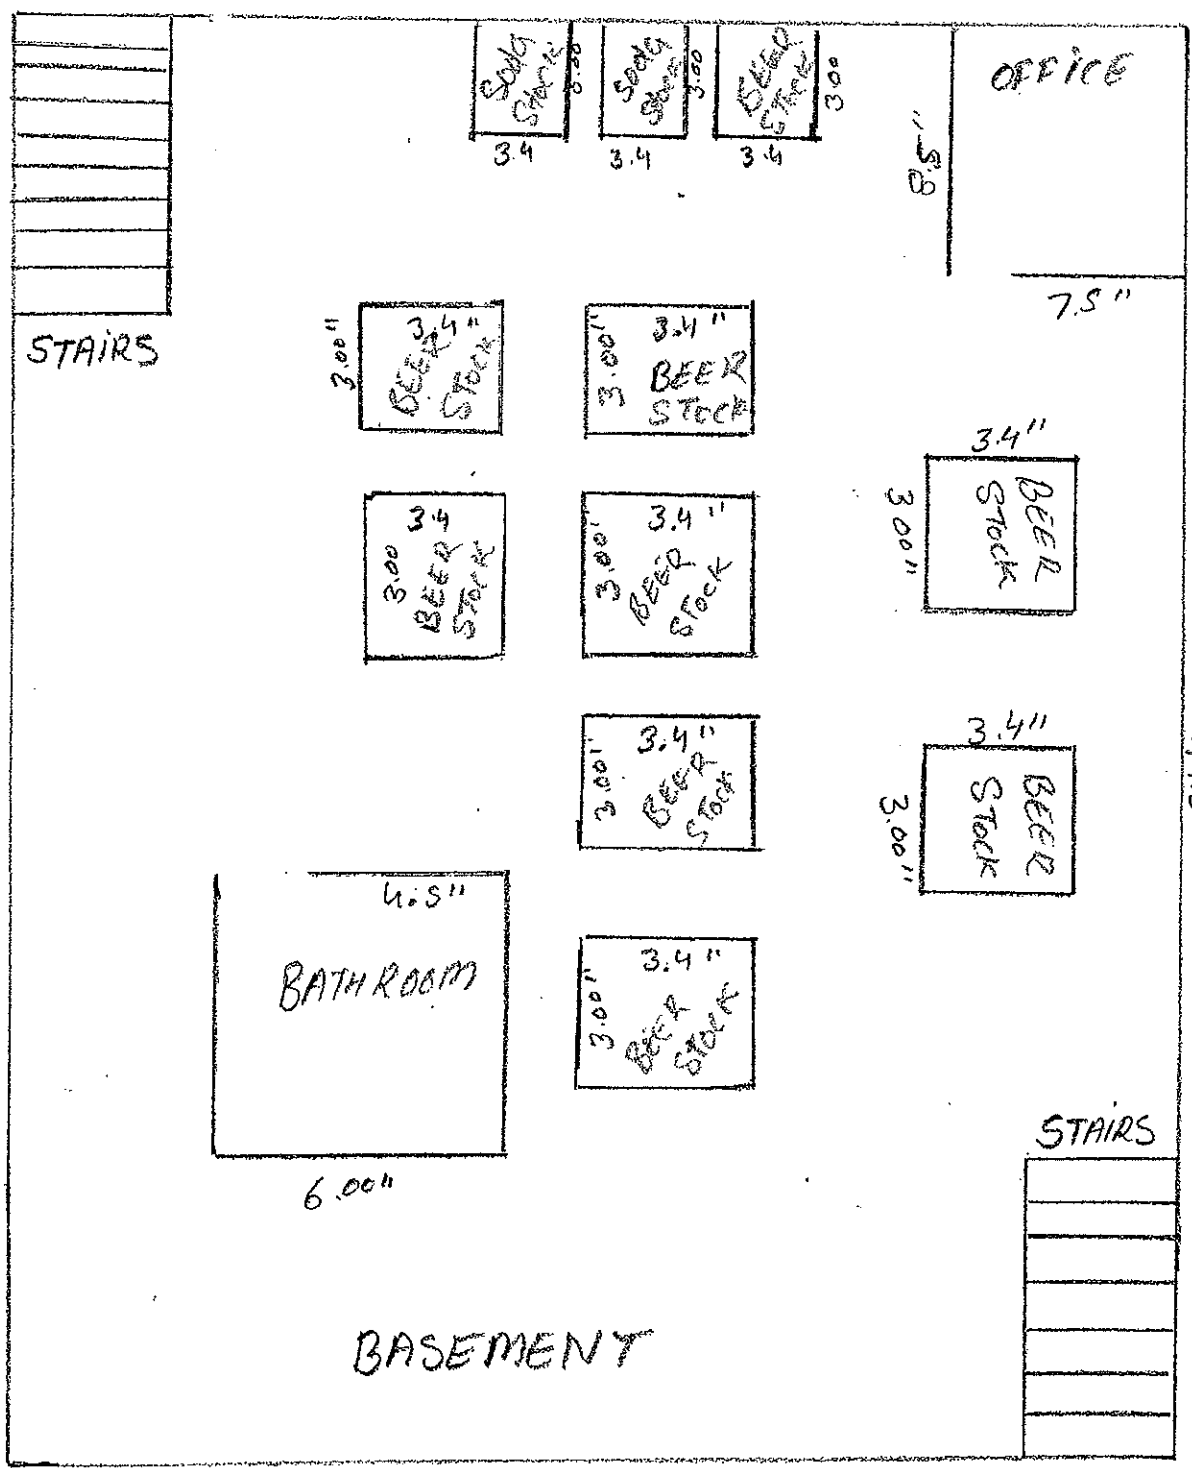 Soda
Stock
3.00
3.4
Soda
Stock
3.00
3.4
BEER
STOCK
3.00
3.4
OFFICE
7.5"
STAIRS
3.4"
3.00"
BEER
STOCK
3.4"
3.00"
BEER
STOCK
3.4"
3.00"
BEER
STOCK
3.4
3.00
BEER
STOCK
3.4"
3.00"
BEER
STOCK
3.4"
3.00"
BEER
STOCK
3.4"
3.00"
BEER
STOCK
4.5"
BATHROOM
6.00"
3.4"
3.00"
BEER
STOCK
STAIRS
BASEMENT